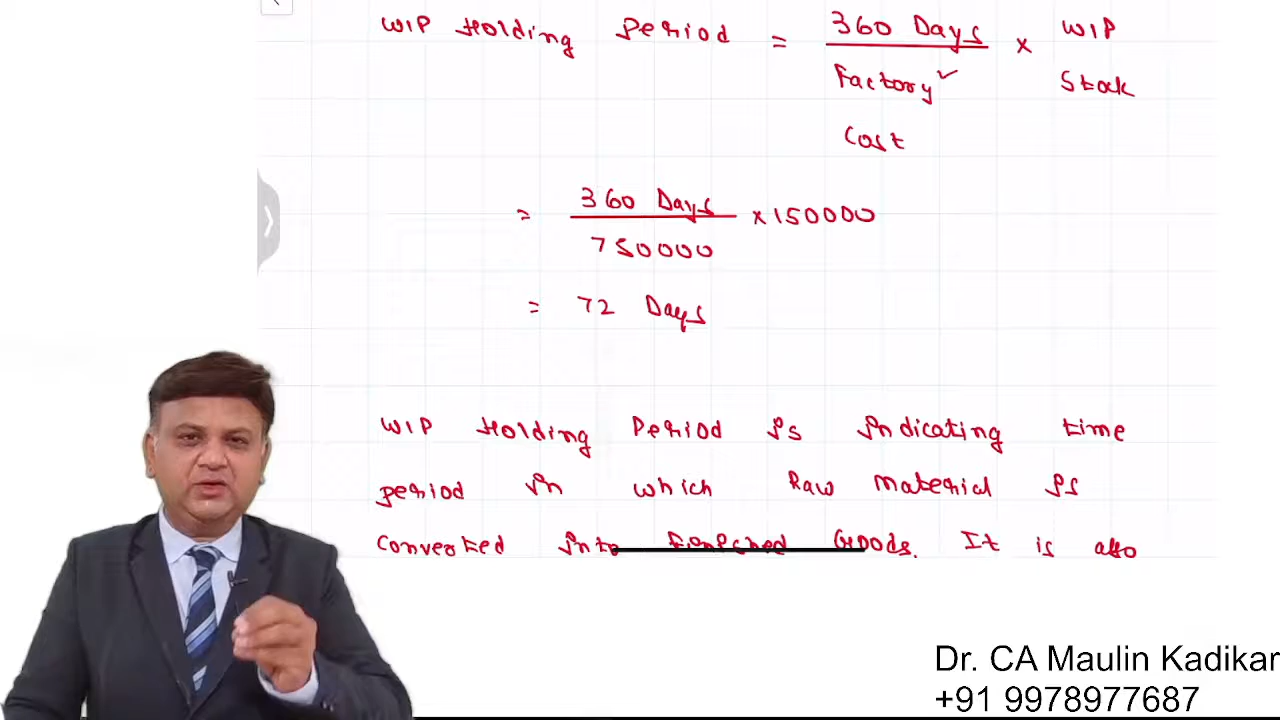 WIP Holding Period = 360 Days × WIP
Factory Stock
Cost
= 360 Days × 150000
750000
= 72 Days
WIP Holding Period Is Indicating time
period In which Raw material Is
converted Into Finished Goods. It is also
Dr. CA Maulin Kadikar
+91 9978977687